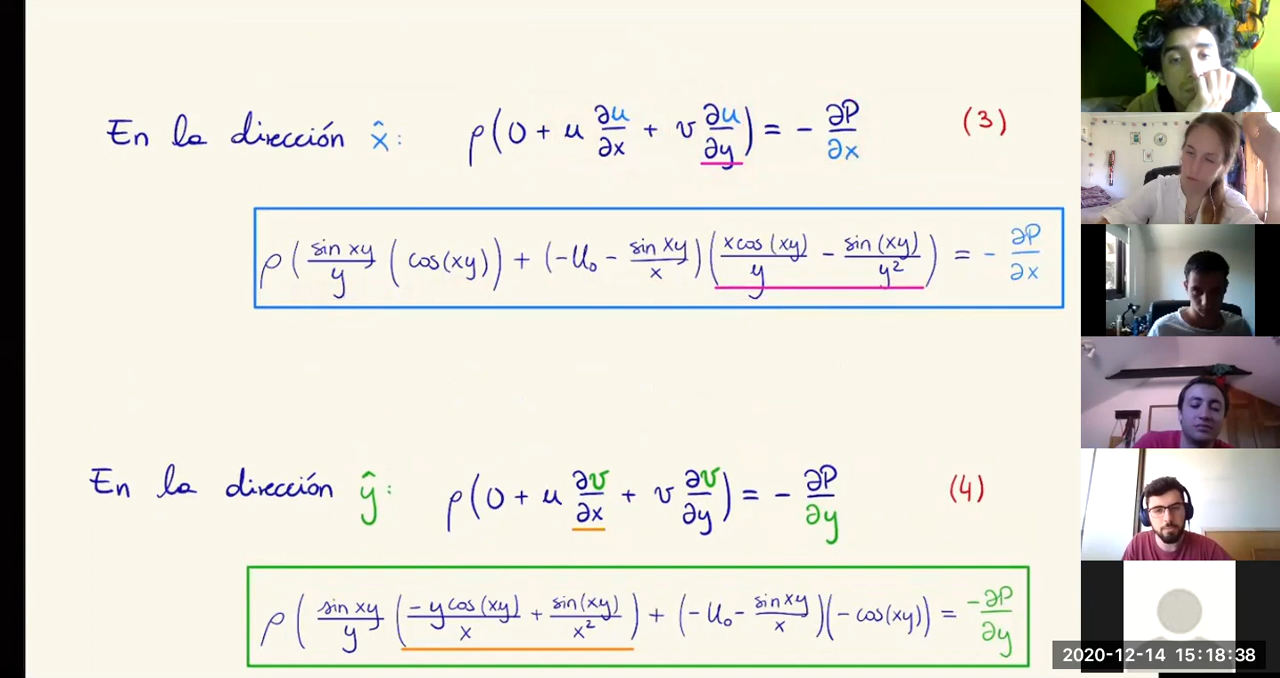 En la dirección x̂: ρ(0 + u ∂u/∂x + v ∂u/∂y) = - ∂P/∂x (3)
ρ( sin xy / y ( cos(xy)) + (-U₀ - sin xy / x)( x cos(xy) / y - sin(xy) / y² ) = - ∂P/∂x
En la dirección ŷ: ρ(0 + u ∂v/∂x + v ∂v/∂y) = - ∂P/∂y (4)
ρ( sin xy / y ( -y cos(xy) / x + sin(xy) / x² ) + (-U₀ - sin xy / x)(- cos(xy)) = -∂P/∂y
2020-12-14 15:18:38